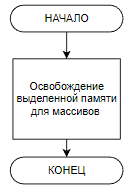 НАЧАЛО
Освобождение
выделенной памяти
для массивов
КОНЕЦ